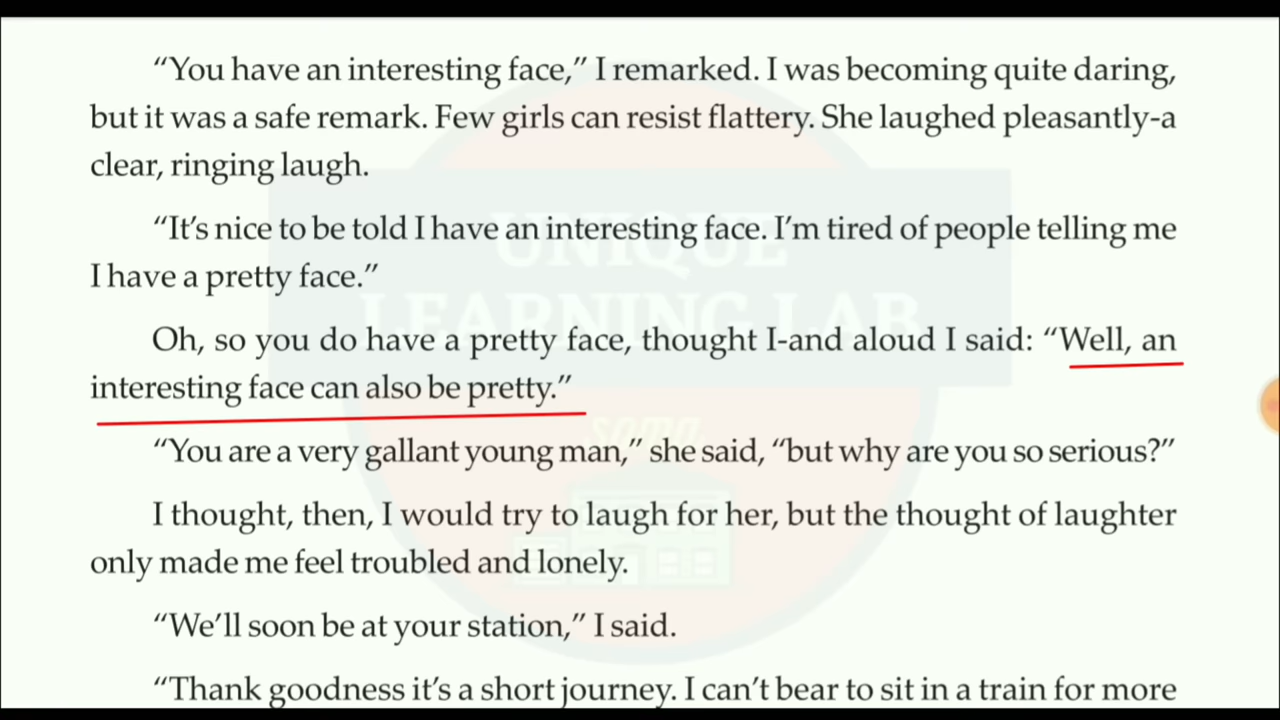 “You have an interesting face,” I remarked. I was becoming quite daring,
but it was a safe remark. Few girls can resist flattery. She laughed pleasantly-a
clear, ringing laugh.
“It’s nice to be told I have an interesting face. I’m tired of people telling me
I have a pretty face.”
Oh, so you do have a pretty face, thought I-and aloud I said: “Well, an
interesting face can also be pretty.”
“You are a very gallant young man,” she said, “but why are you so serious?”
I thought, then, I would try to laugh for her, but the thought of laughter
only made me feel troubled and lonely.
“We’ll soon be at your station,” I said.
“Thank goodness it’s a short journey. I can’t bear to sit in a train for more
UNIQUE
LEARNING LAB